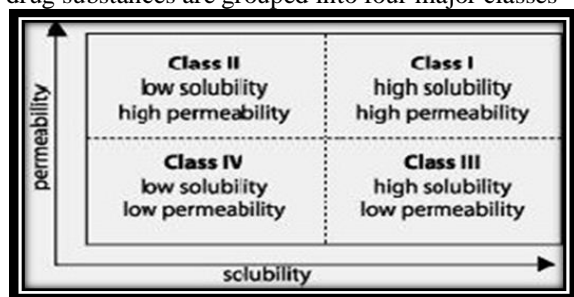 drug substances are grouped into four major classes
Class II
low solubility
high permeability
Class I
high solubility
high permeability
Class IV
low solubility
low permeability
Class III
high solubility
low permeability
permeability
solubility